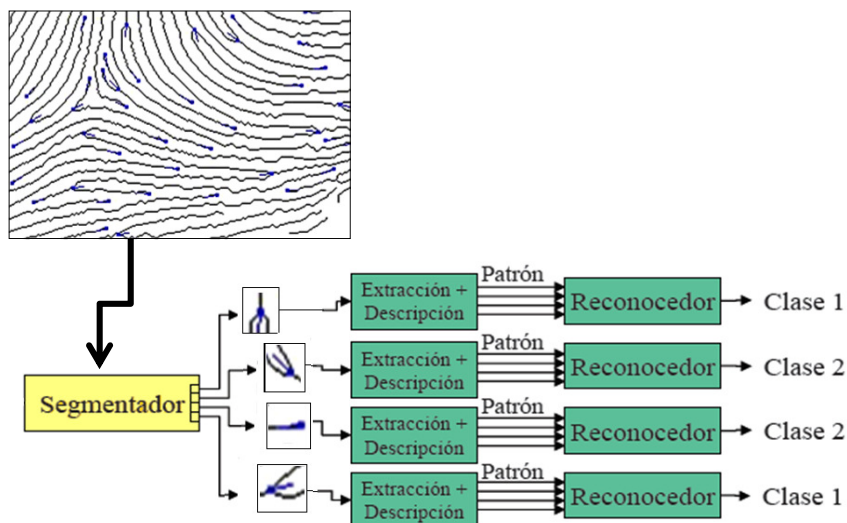 Patrón
Extracción +
Descripción
Reconocedor
Clase 1
Patrón
Extracción +
Descripción
Reconocedor
Clase 2
Segmentador
Patrón
Extracción +
Descripción
Reconocedor
Clase 2
Patrón
Extracción +
Descripción
Reconocedor
Clase 1